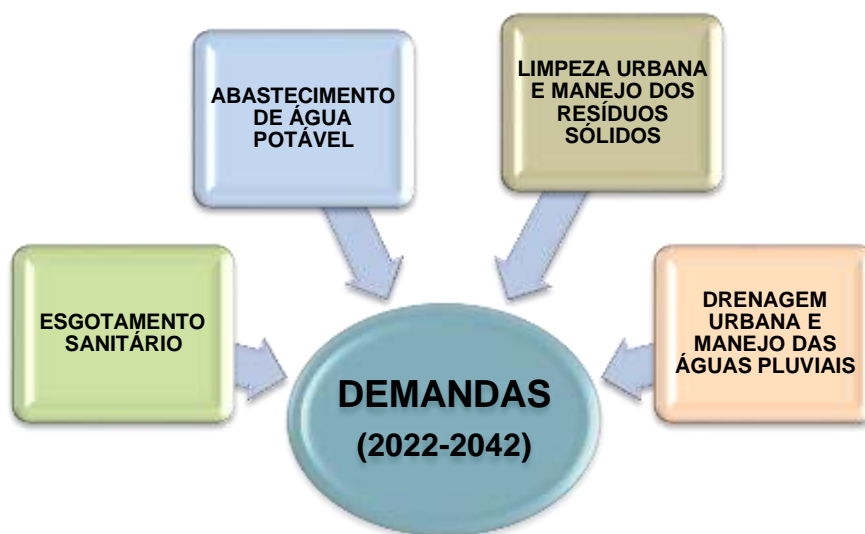 ESGOTAMENTO
SANITÁRIO
ABASTECIMENTO
DE ÁGUA
POTÁVEL
LIMPEZA URBANA
E MANEJO DOS
RESÍDUOS
SÓLIDOS
DRENAGEM
URBANA E
MANEJO DAS
ÁGUAS PLUVIAIS
DEMANDAS
(2022-2042)